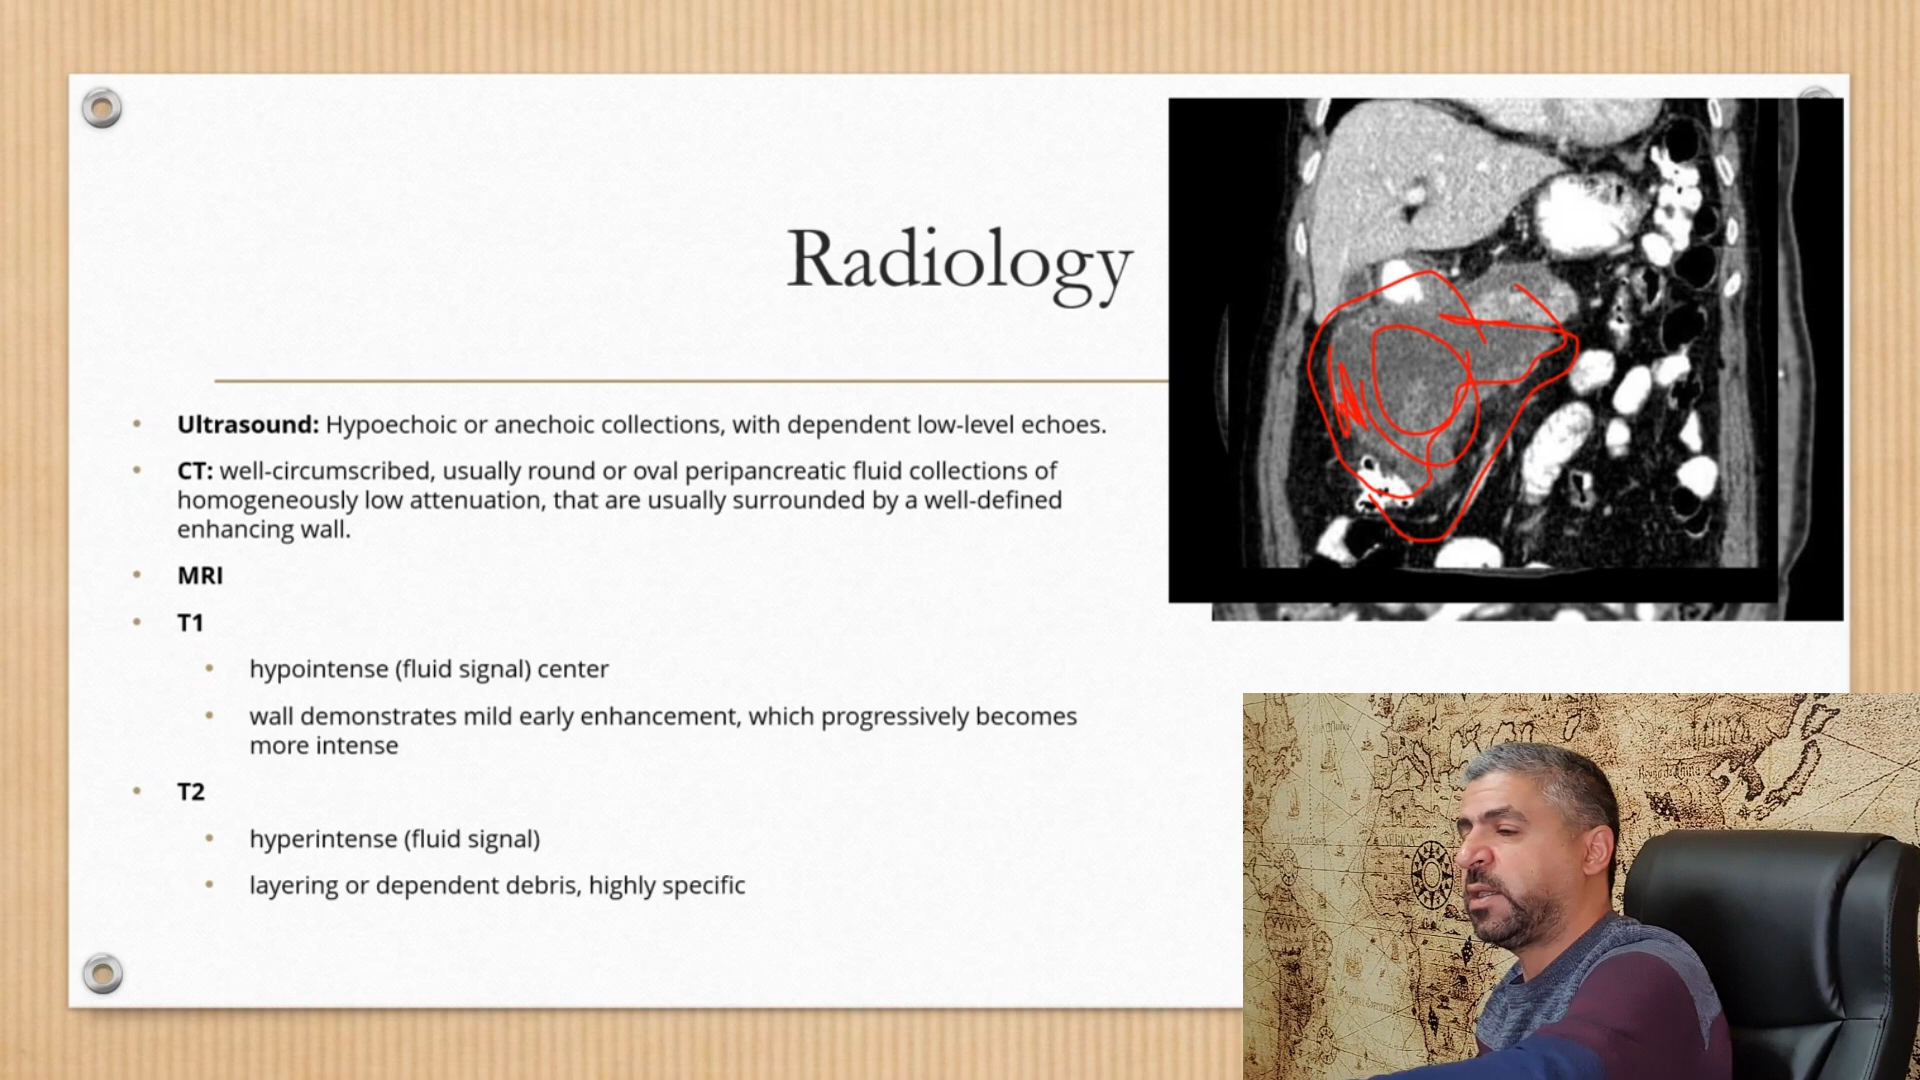 Radiology
Ultrasound: Hypoechoic or anechoic collections, with dependent low-level echoes.
CT: well-circumscribed, usually round or oval peripancreatic fluid collections of
homogeneously low attenuation, that are usually surrounded by a well-defined
enhancing wall.
MRI
T1
hypointense (fluid signal) center
wall demonstrates mild early enhancement, which progressively becomes
more intense
T2
hyperintense (fluid signal)
layering or dependent debris, highly specific